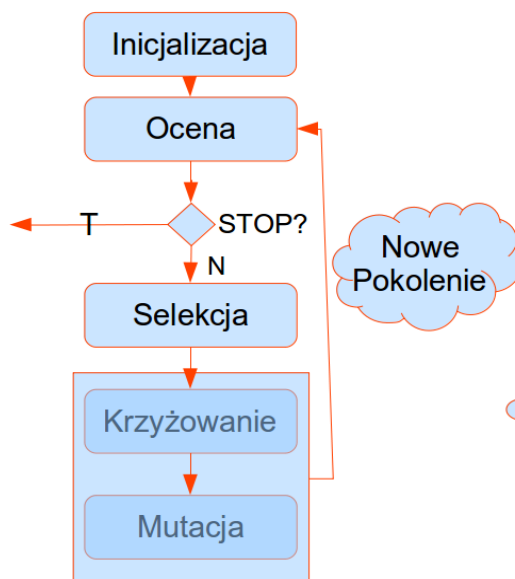 Inicjalizacja
Ocena
T
STOP?
N
Nowe
Pokolenie
Selekcja
Krzyżowanie
Mutacja